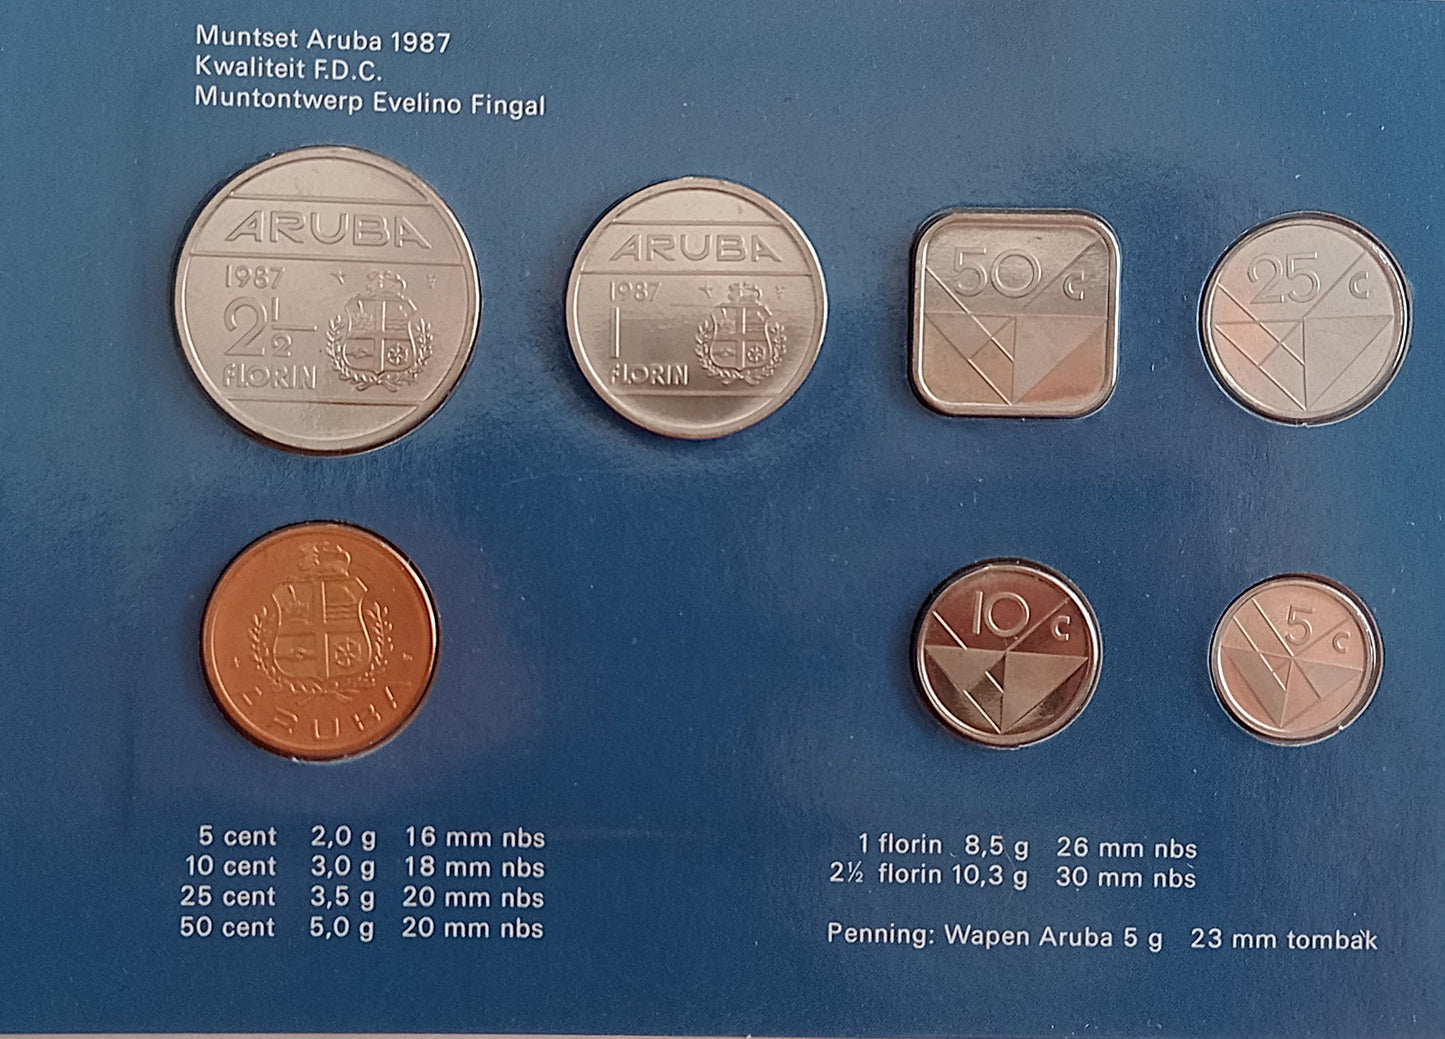 Muntset Aruba 1987
Kwaliteit F.D.C.
Muntontwerp Evelino Fingal
ARUBA
1987
2 1/2
FLORIN
ARUBA
1987
1
FLORIN
50 c
25 c
ARUBA
10 c
5 c
5 cent 2,0 g 16 mm nbs
10 cent 3,0 g 18 mm nbs
25 cent 3,5 g 20 mm nbs
50 cent 5,0 g 20 mm nbs
1 florin 8,5 g 26 mm nbs
2½ florin 10,3 g 30 mm nbs
Penning: Wapen Aruba 5 g 23 mm tombak